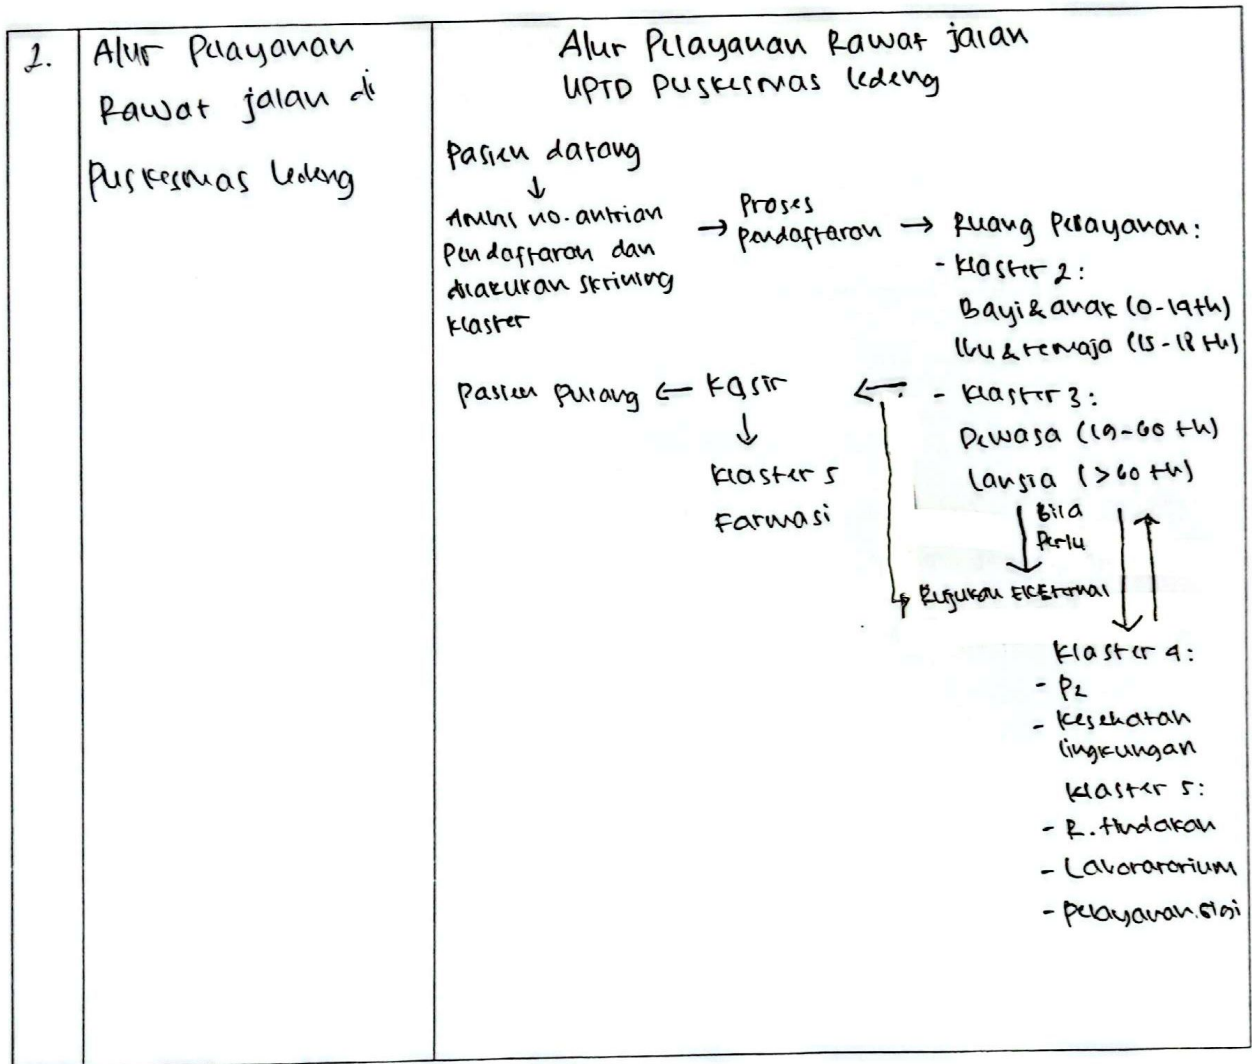 2.
Alur Pelayanan
Rawat jalan di
Puskesmas Ledeng
Alur Pelayanan Rawat jalan
UPTD Puskesmas Ledeng
Pasien datang
↓
Ambil no. antrian
Pendaftaran dan
dilakukan skrining
klaster
→ Proses
pendaftaran →
Ruang Pelayanan:
- Klaster 2:
Bayi & anak (0-14th)
Ibu & remaja (15-18 th)
- Klaster 3:
Dewasa (19-60 th)
Lansia (>60 th)
Pasien pulang ← Kasir ←
↓
Klaster 5
Farmasi
Bila
Perlu
Rujukan Eksternal
Klaster 4:
- P2
- Kesehatan
lingkungan
Klaster 5:
- R. tindakan
- Laboratorium
- pelayanan gigi